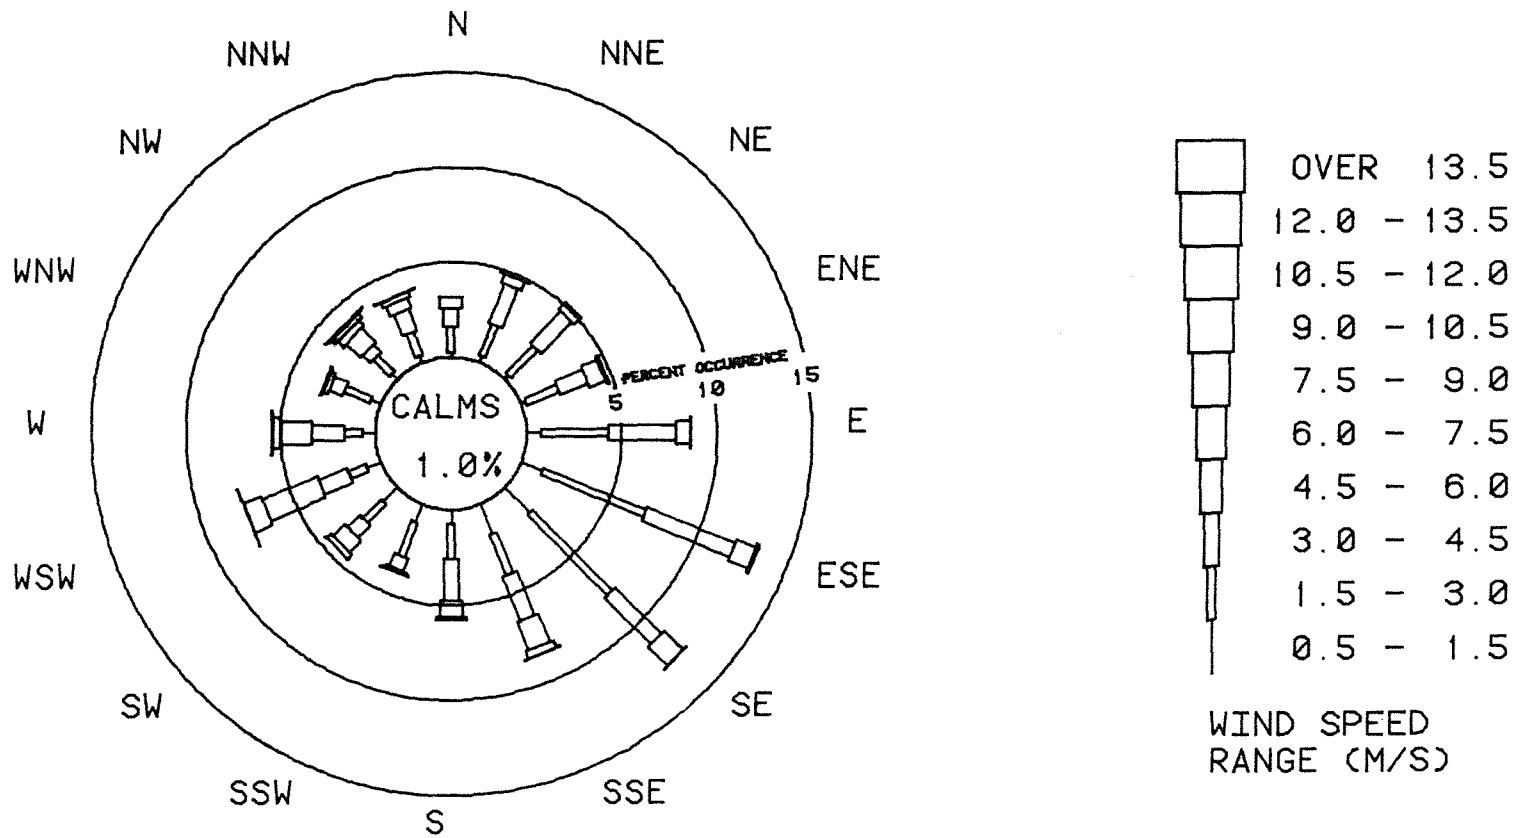 N
NNW
NNE
NW
NE
WNW
ENE
W
E
WSW
ESE
SW
SE
SSW
SSE
S
CALMS
1.0%
PERCENT OCCURRENCE
5
10
15
OVER 13.5
12.0 - 13.5
10.5 - 12.0
9.0 - 10.5
7.5 - 9.0
6.0 - 7.5
4.5 - 6.0
3.0 - 4.5
1.5 - 3.0
0.5 - 1.5
WIND SPEED
RANGE (M/S)